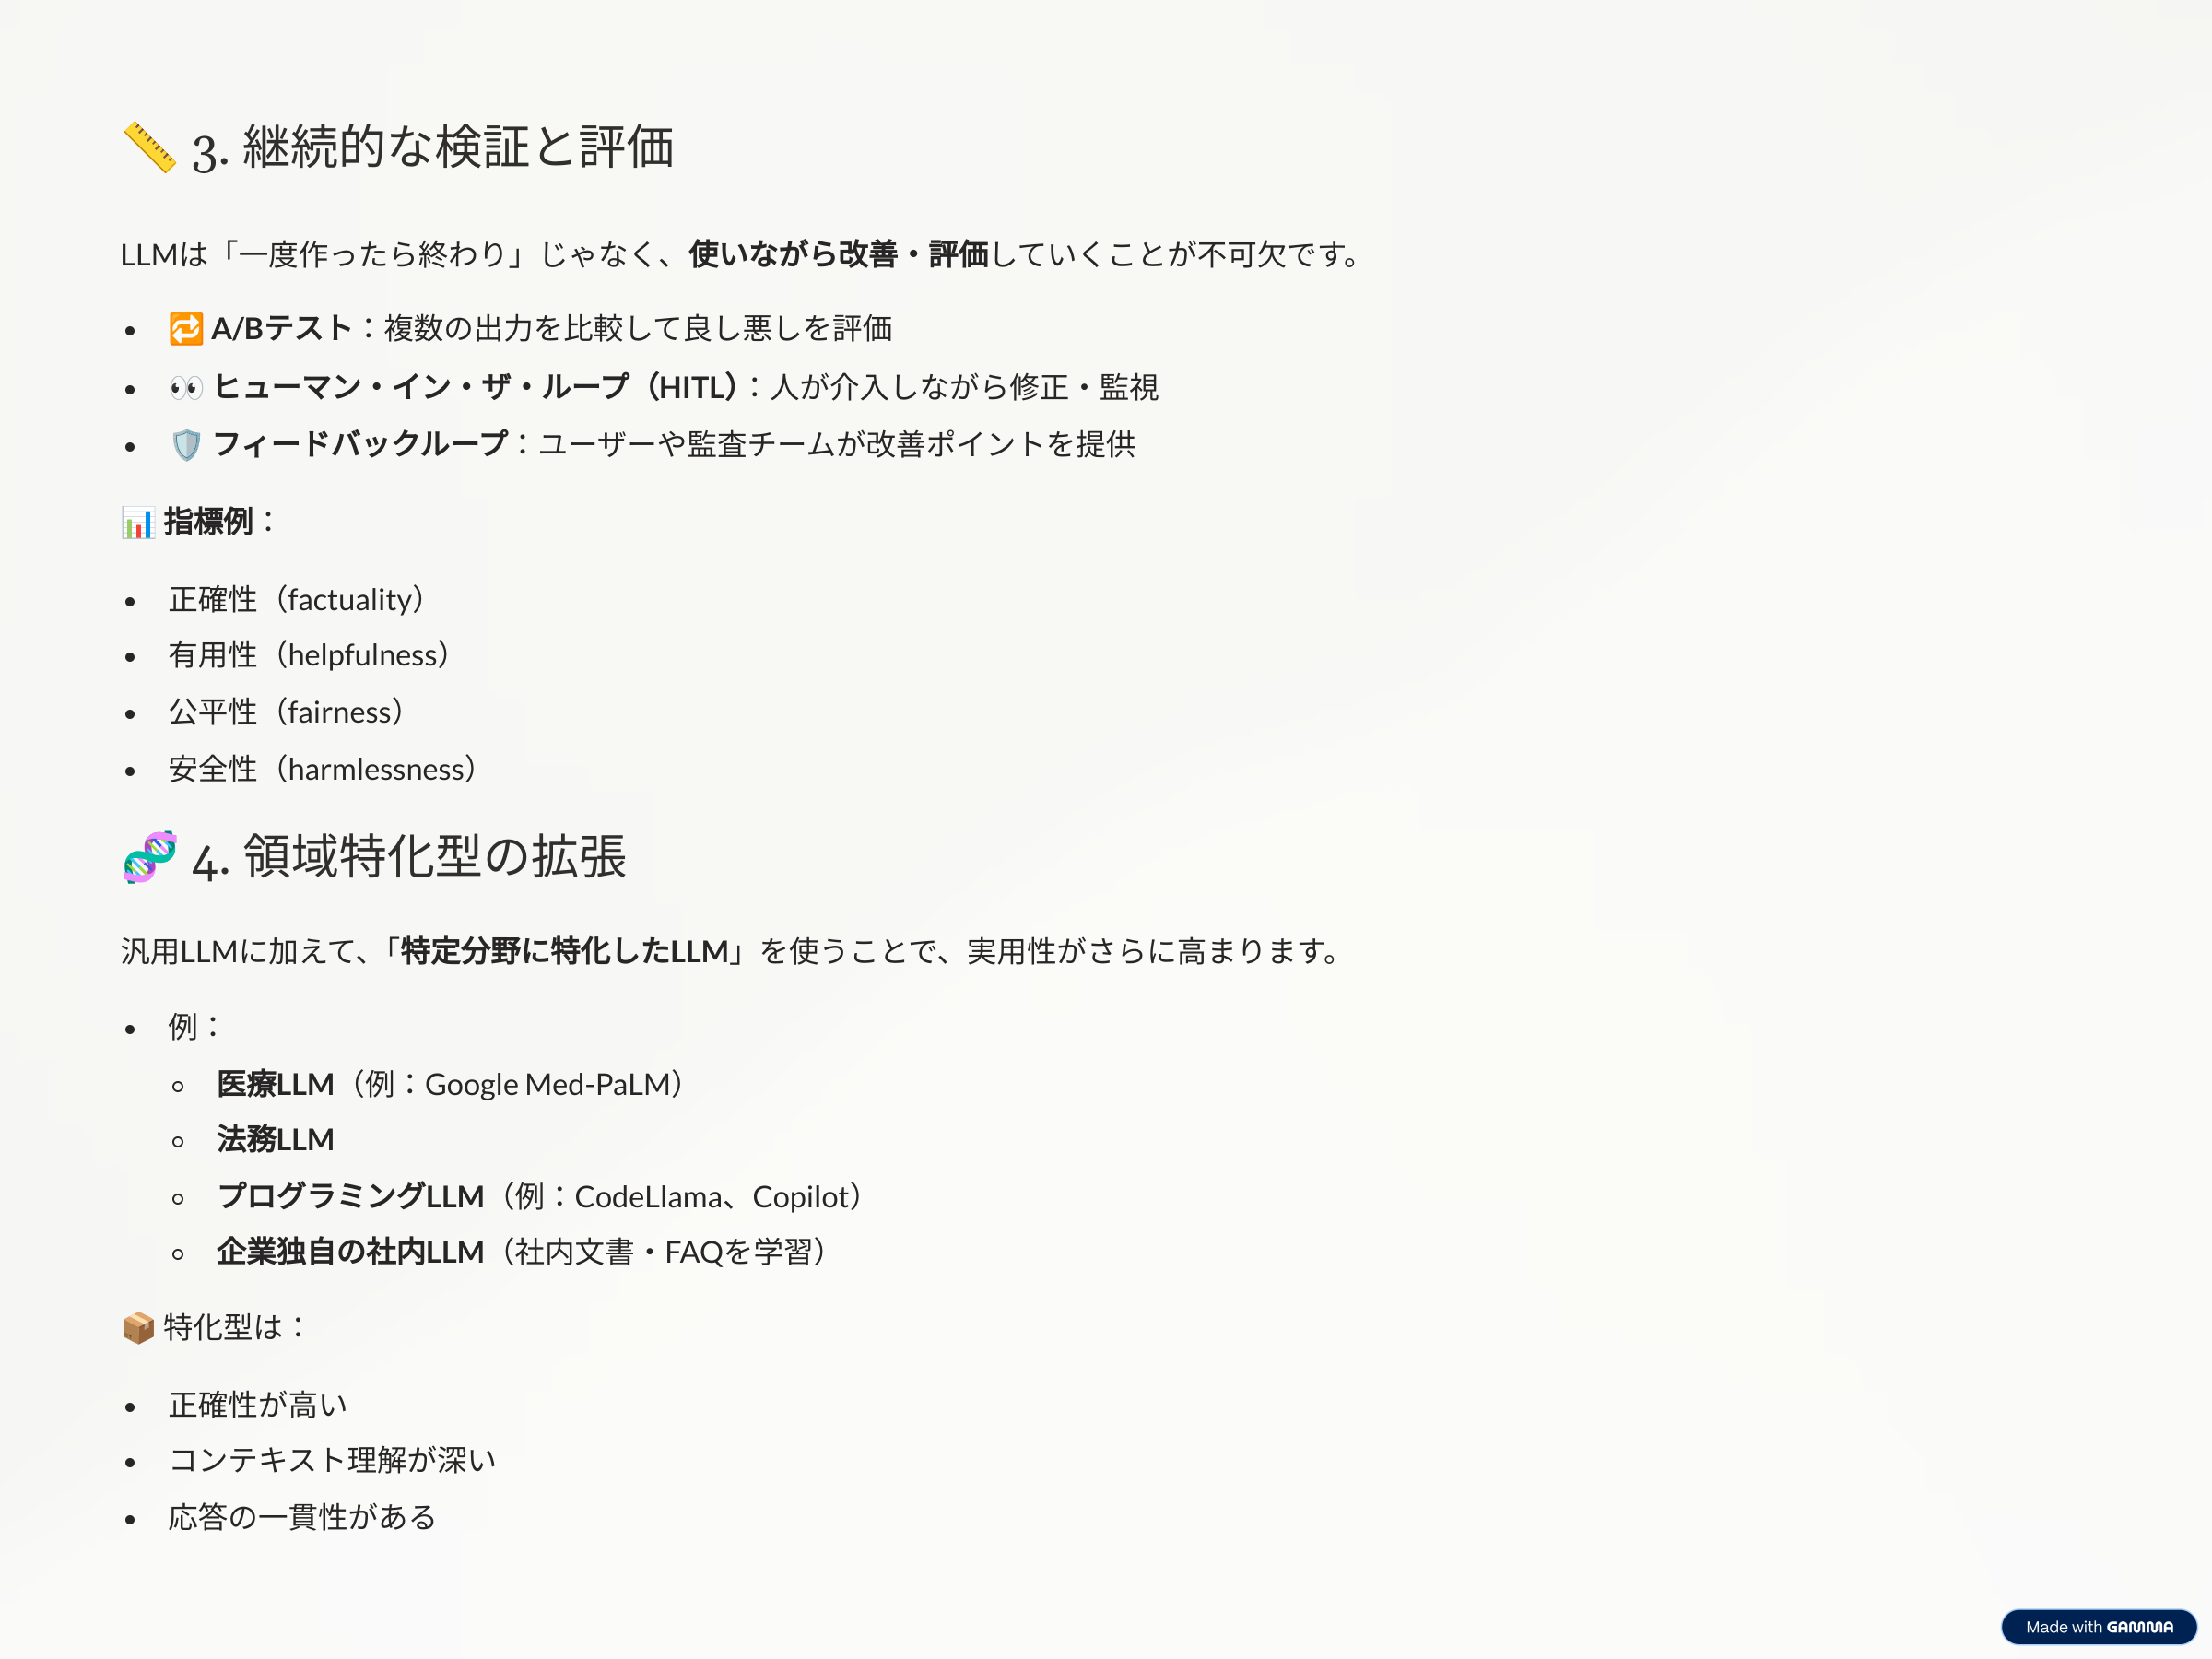 📏 3. 継続的な検証と評価
LLMは「一度作ったら終わり」じゃなく、使いながら改善・評価していくことが不可欠です。
• 🔁 A/Bテスト：複数の出力を比較して良し悪しを評価
• 👀 ヒューマン・イン・ザ・ループ（HITL）：人が介入しながら修正・監視
• 🛡️ フィードバックループ：ユーザーや監査チームが改善ポイントを提供
📊 指標例：
• 正確性（factuality）
• 有用性（helpfulness）
• 公平性（fairness）
• 安全性（harmlessness）
🧬 4. 領域特化型の拡張
汎用LLMに加えて、「特定分野に特化したLLM」を使うことで、実用性がさらに高まります。
• 例：
◦ 医療LLM（例：Google Med-PaLM）
◦ 法務LLM
◦ プログラミングLLM（例：CodeLlama、Copilot）
◦ 企業独自の社内LLM（社内文書・FAQを学習）
📦 特化型は：
• 正確性が高い
• コンテキスト理解が深い
• 応答の一貫性がある
Made with GAMMA